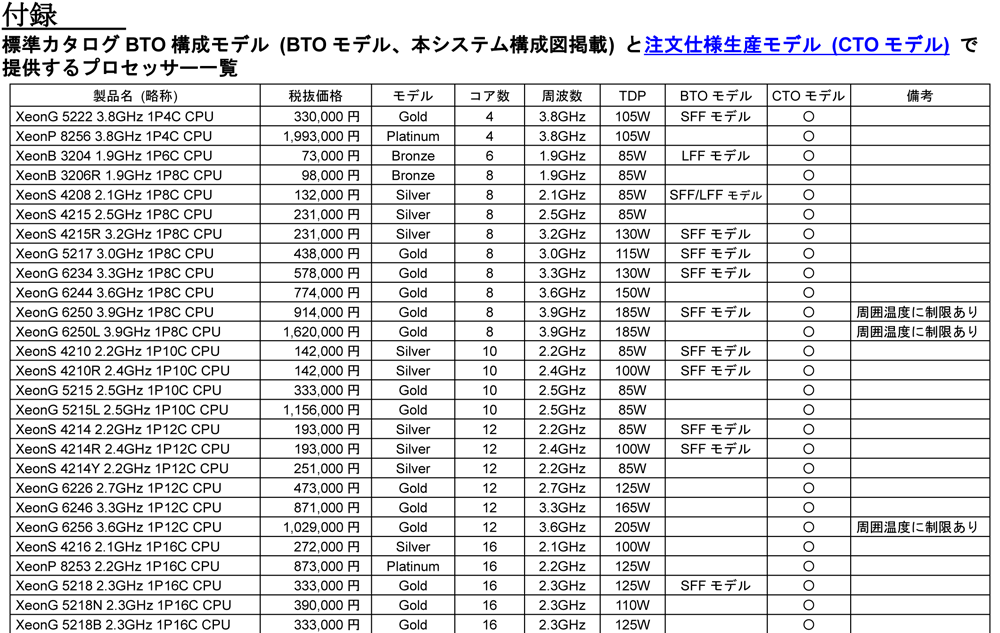 付録
標準カタログ BTO 構成モデル (BTO モデル、本システム構成図掲載) と注文仕様生産モデル (CTO モデル) で
提供するプロセッサー一覧
製品名 (略称) 税抜価格 モデル コア数 周波数 TDP BTO モデル CTO モデル 備考
XeonG 5222 3.8GHz 1P4C CPU 330,000 円 Gold 4 3.8GHz 105W SFF モデル ○
XeonP 8256 3.8GHz 1P4C CPU 1,993,000 円 Platinum 4 3.8GHz 105W ○
XeonB 3204 1.9GHz 1P6C CPU 73,000 円 Bronze 6 1.9GHz 85W LFF モデル ○
XeonB 3206R 1.9GHz 1P8C CPU 98,000 円 Bronze 8 1.9GHz 85W ○
XeonS 4208 2.1GHz 1P8C CPU 132,000 円 Silver 8 2.1GHz 85W SFF/LFF モデル ○
XeonS 4215 2.5GHz 1P8C CPU 231,000 円 Silver 8 2.5GHz 85W ○
XeonS 4215R 3.2GHz 1P8C CPU 231,000 円 Silver 8 3.2GHz 130W SFF モデル ○
XeonG 5217 3.0GHz 1P8C CPU 438,000 円 Gold 8 3.0GHz 115W SFF モデル ○
XeonG 6234 3.3GHz 1P8C CPU 578,000 円 Gold 8 3.3GHz 130W SFF モデル ○
XeonG 6244 3.6GHz 1P8C CPU 774,000 円 Gold 8 3.6GHz 150W ○
XeonG 6250 3.9GHz 1P8C CPU 914,000 円 Gold 8 3.9GHz 185W SFF モデル ○ 周囲温度に制限あり
XeonG 6250L 3.9GHz 1P8C CPU 1,620,000 円 Gold 8 3.9GHz 185W ○ 周囲温度に制限あり
XeonS 4210 2.2GHz 1P10C CPU 142,000 円 Silver 10 2.2GHz 85W SFF モデル ○
XeonS 4210R 2.4GHz 1P10C CPU 142,000 円 Silver 10 2.4GHz 100W SFF モデル ○
XeonG 5215 2.5GHz 1P10C CPU 333,000 円 Gold 10 2.5GHz 85W ○
XeonG 5215L 2.5GHz 1P10C CPU 1,156,000 円 Gold 10 2.5GHz 85W ○
XeonS 4214 2.2GHz 1P12C CPU 193,000 円 Silver 12 2.2GHz 85W SFF モデル ○
XeonS 4214R 2.4GHz 1P12C CPU 193,000 円 Silver 12 2.4GHz 100W SFF モデル ○
XeonS 4214Y 2.2GHz 1P12C CPU 251,000 円 Silver 12 2.2GHz 85W ○
XeonG 6226 2.7GHz 1P12C CPU 473,000 円 Gold 12 2.7GHz 125W ○
XeonG 6246 3.3GHz 1P12C CPU 871,000 円 Gold 12 3.3GHz 165W ○
XeonG 6256 3.6GHz 1P12C CPU 1,029,000 円 Gold 12 3.6GHz 205W ○ 周囲温度に制限あり
XeonS 4216 2.1GHz 1P16C CPU 272,000 円 Silver 16 2.1GHz 100W ○
XeonP 8253 2.2GHz 1P16C CPU 873,000 円 Platinum 16 2.2GHz 125W ○
XeonG 5218 2.3GHz 1P16C CPU 333,000 円 Gold 16 2.3GHz 125W SFF モデル ○
XeonG 5218N 2.3GHz 1P16C CPU 390,000 円 Gold 16 2.3GHz 110W ○
XeonG 5218B 2.3GHz 1P16C CPU 333,000 円 Gold 16 2.3GHz 125W ○